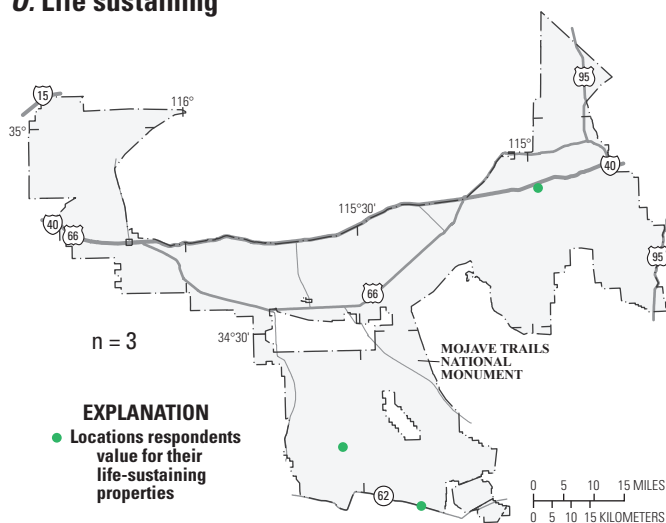 O. Life sustaining
15
116°
35°
95
115°
40
115°30'
40
66
95
66
34°30'
n = 3
MOJAVE TRAILS
NATIONAL
MONUMENT
EXPLANATION
Locations respondents
value for their
life-sustaining
properties
62
0 5 10 15 MILES
0 5 10 15 KILOMETERS